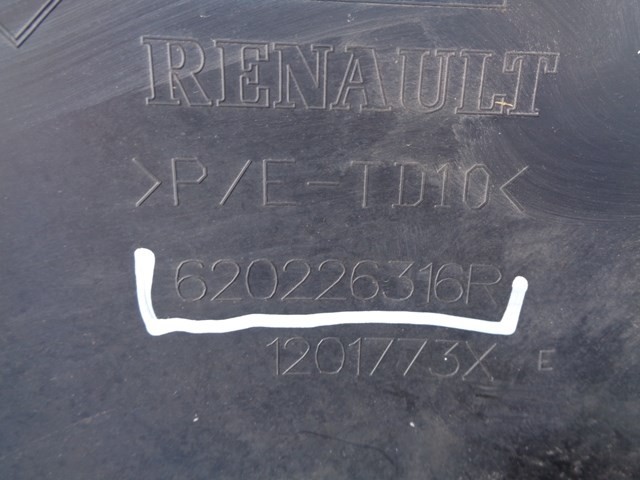 RENAULT
>P/E-TD10<
620226316R
1201773X E